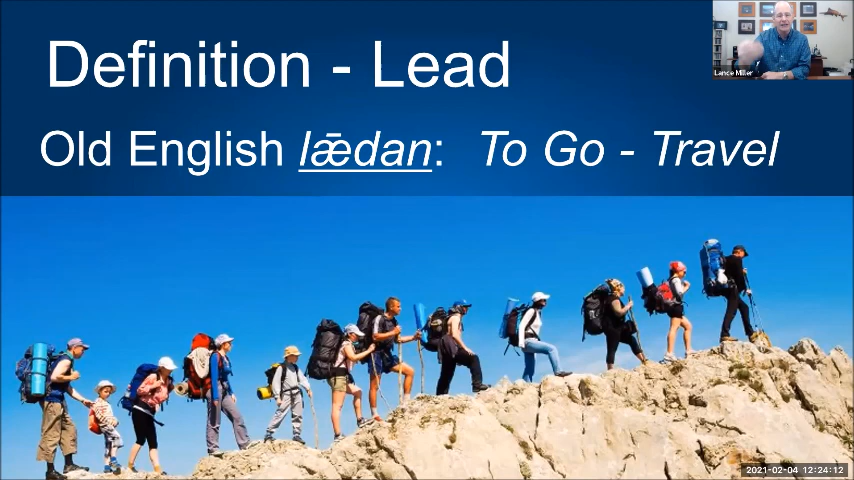 Definition - Lead
Old English lǣdan: To Go - Travel
Lance Miller
2021-02-04 12:24:12